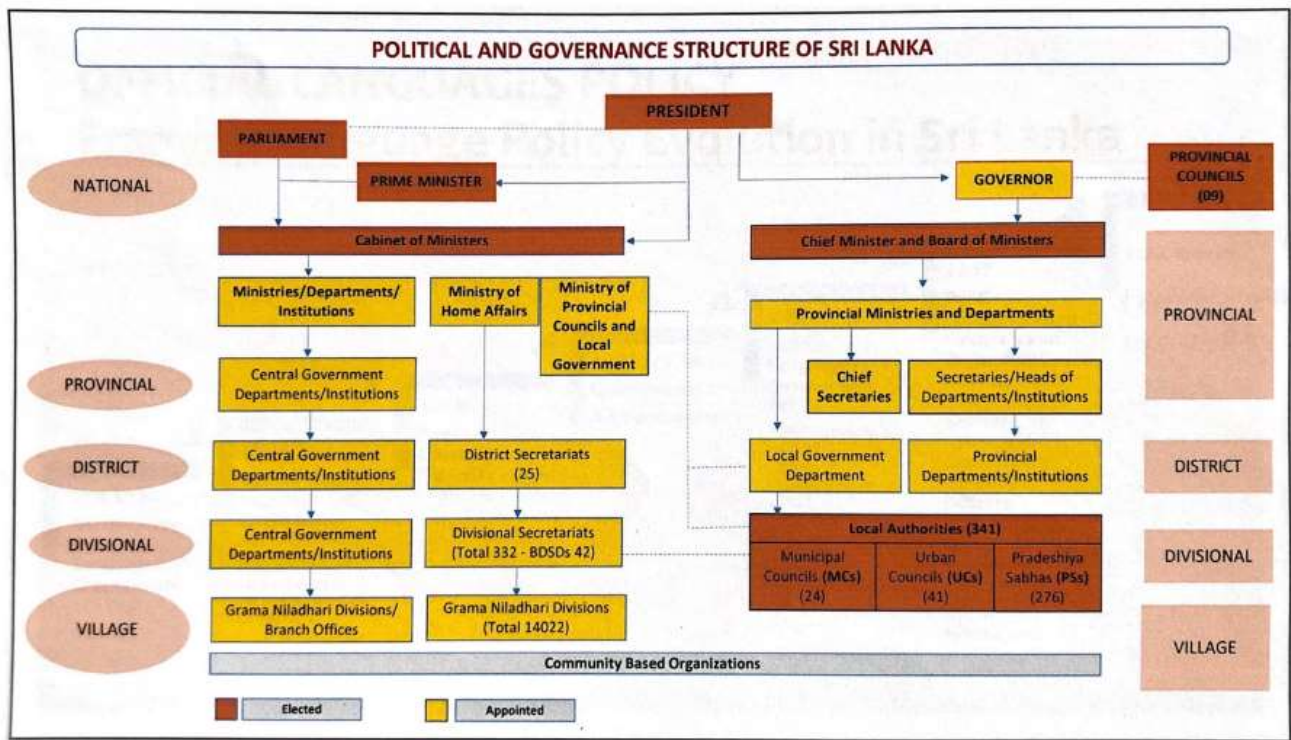 POLITICAL AND GOVERNANCE STRUCTURE OF SRI LANKA
PRESIDENT
PARLIAMENT
PRIME MINISTER
NATIONAL
GOVERNOR
PROVINCIAL
COUNCILS
(09)
Cabinet of Ministers
Chief Minister and Board of Ministers
Ministries/Departments/
Institutions
Ministry of
Home Affairs
Ministry of
Provincial
Councils and
Local
Government
Provincial Ministries and Departments
PROVINCIAL
PROVINCIAL
Central Government
Departments/Institutions
Chief
Secretaries
Secretaries/Heads of
Departments/Institutions
DISTRICT
Central Government
Departments/Institutions
District Secretariats
(25)
Local Government
Department
Provincial
Departments/Institutions
DISTRICT
DIVISIONAL
Central Government
Departments/Institutions
Divisional Secretariats
(Total 332 - BDSDs 42)
Local Authorities (341)
Municipal
Councils (MCs)
(24)
Urban
Councils (UCs)
(41)
Pradeshiya
Sabhas (PSs)
(276)
DIVISIONAL
VILLAGE
Grama Niladhari Divisions/
Branch Offices
Grama Niladhari Divisions
(Total 14022)
VILLAGE
Community Based Organizations
Elected
Appointed